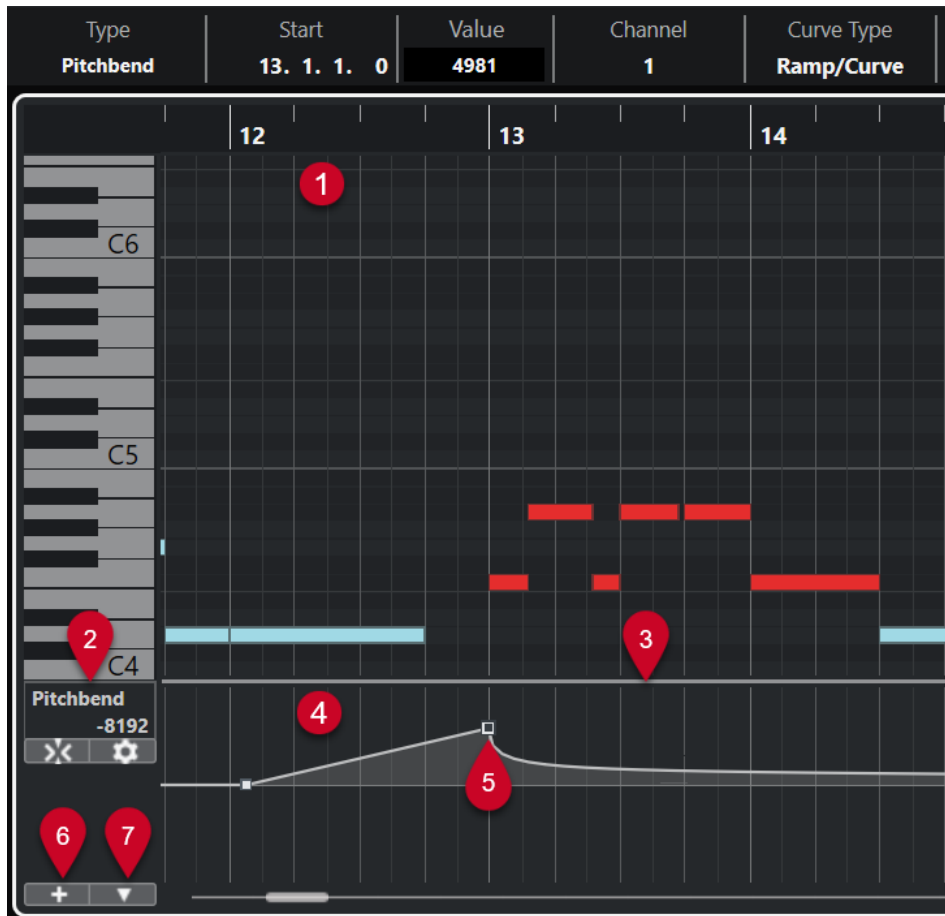 Type Start Value Channel Curve Type
Pitchbend 13. 1. 1. 0 4981 1 Ramp/Curve
12 13 14
1
C6
C5
2 3
C4
Pitchbend
-8192
4
5
6 7